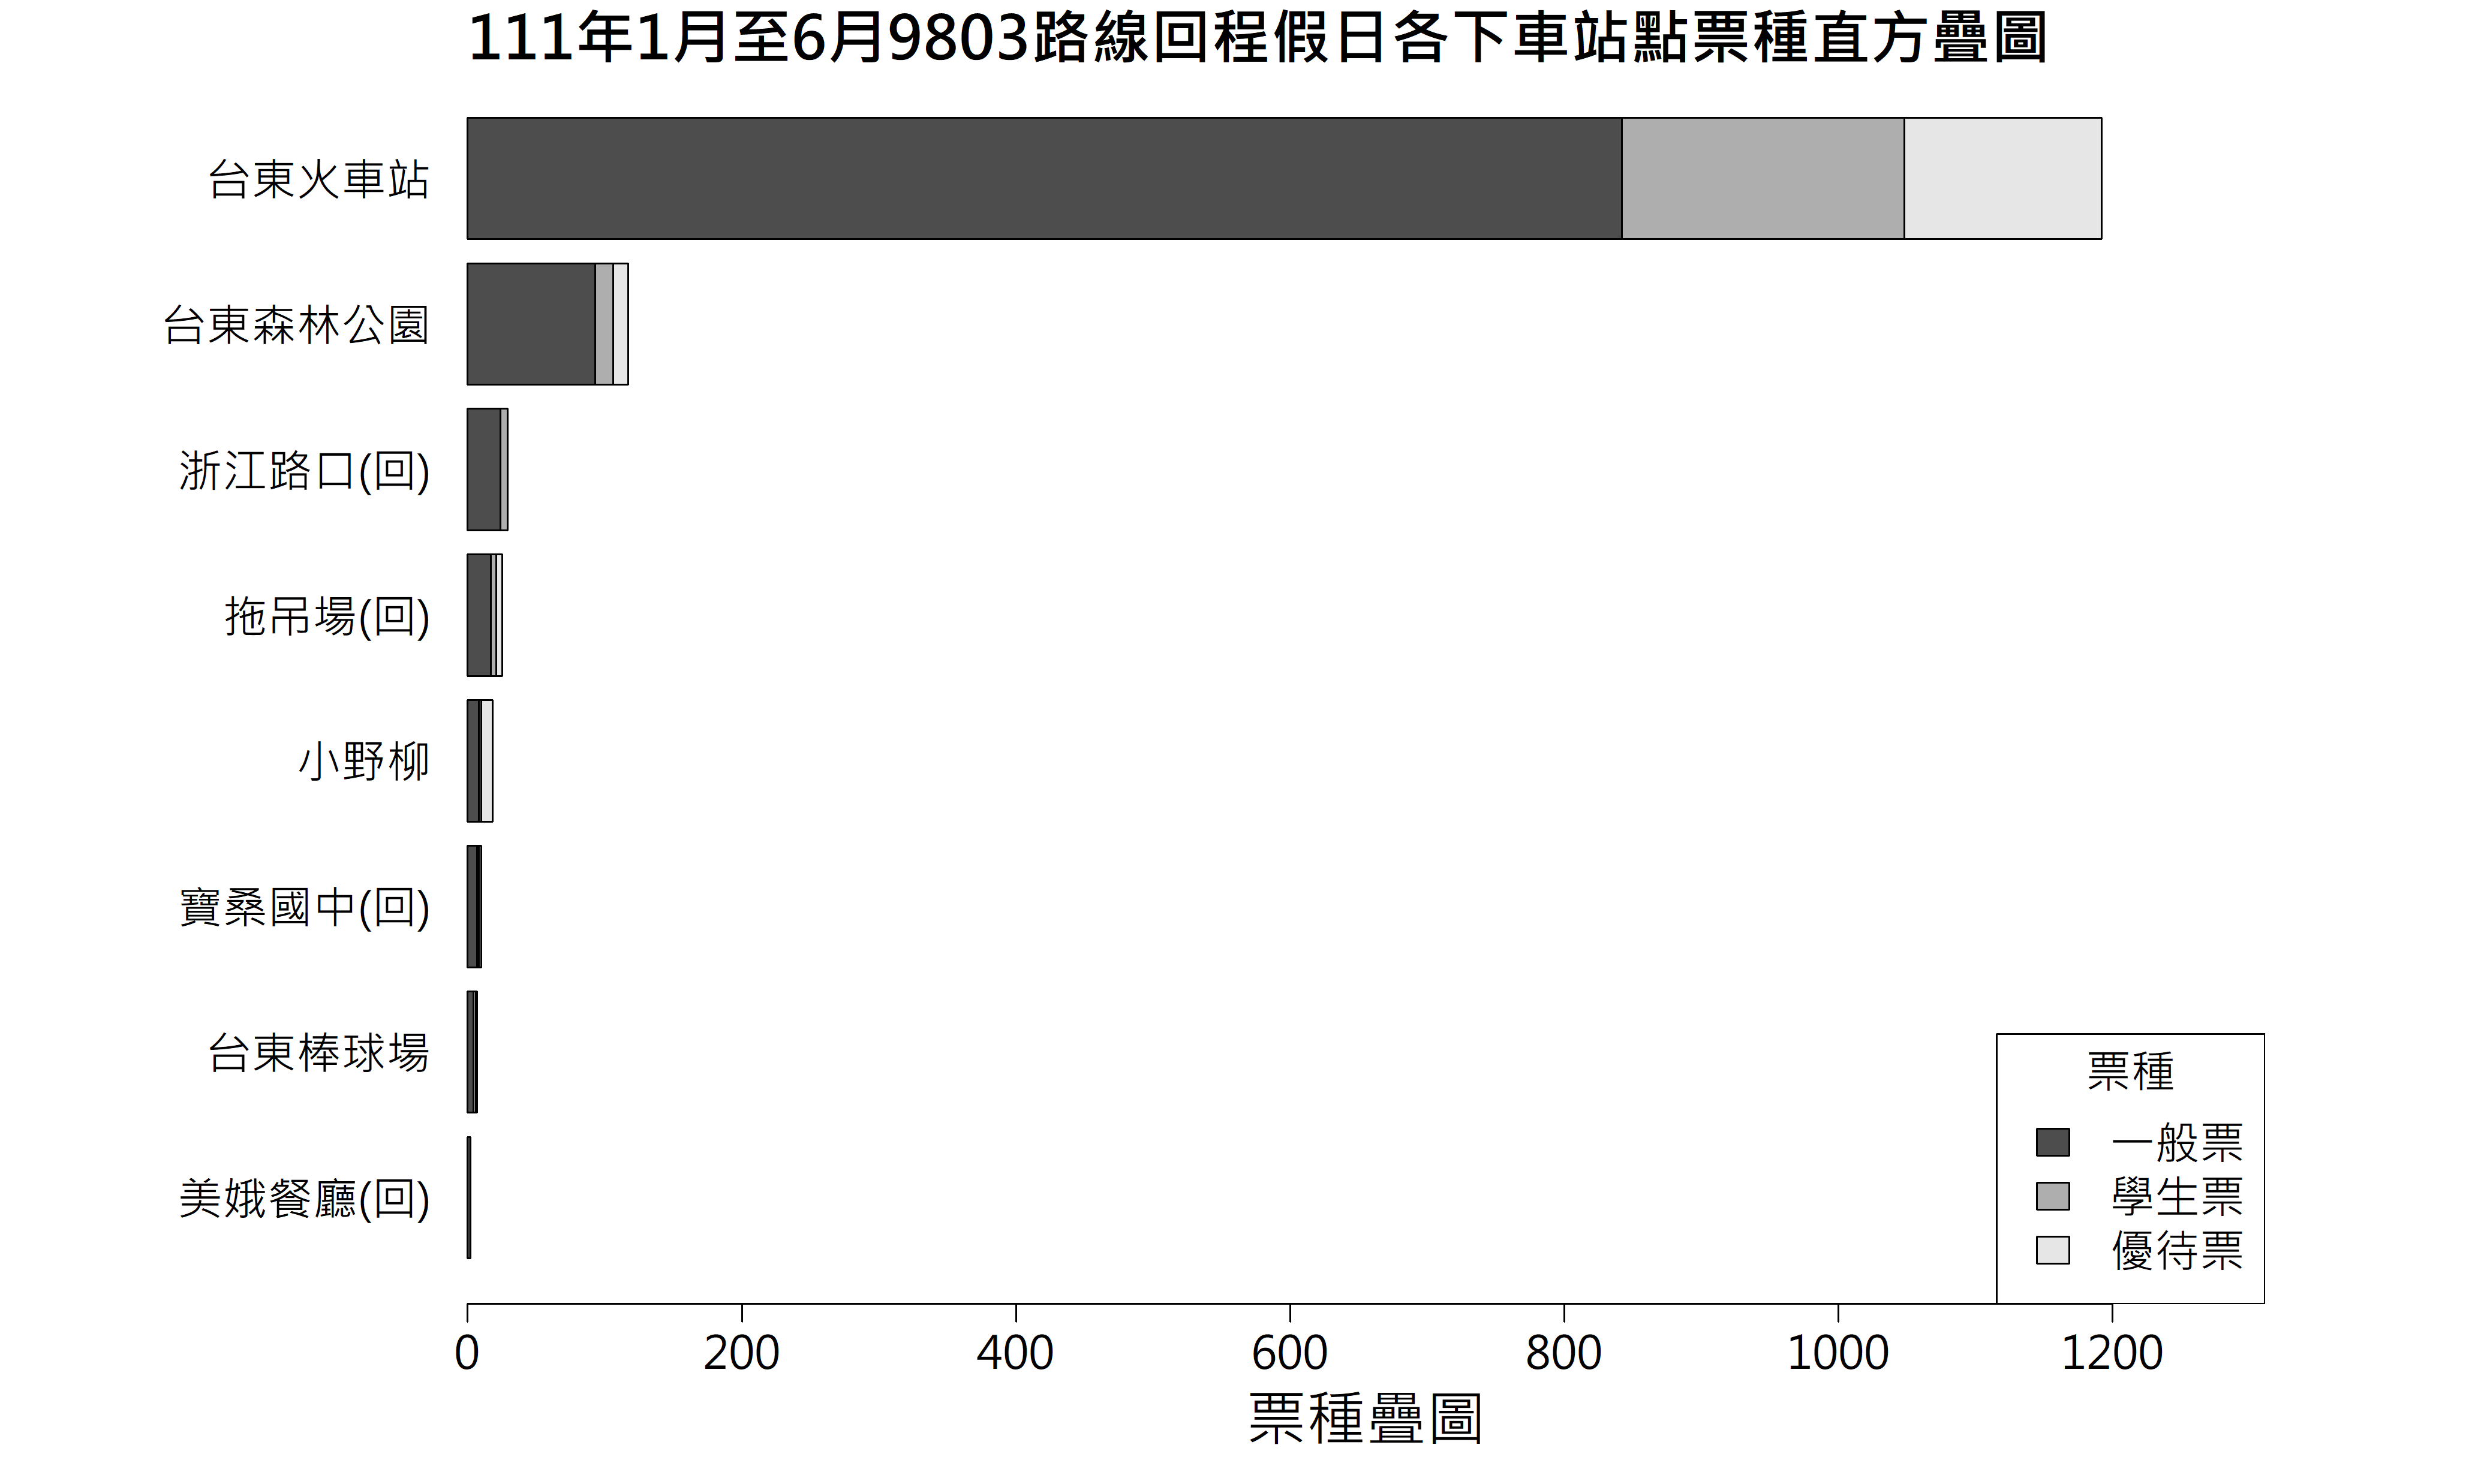 111年1月至6月9803路線回程假日各下車站點票種直方疊圖
台東火車站
台東森林公園
浙江路口(回)
拖吊場(回)
小野柳
寶桑國中(回)
台東棒球場
美娥餐廳(回)
票種
一般票
學生票
優待票
0 200 400 600 800 1000 1200
票種疊圖